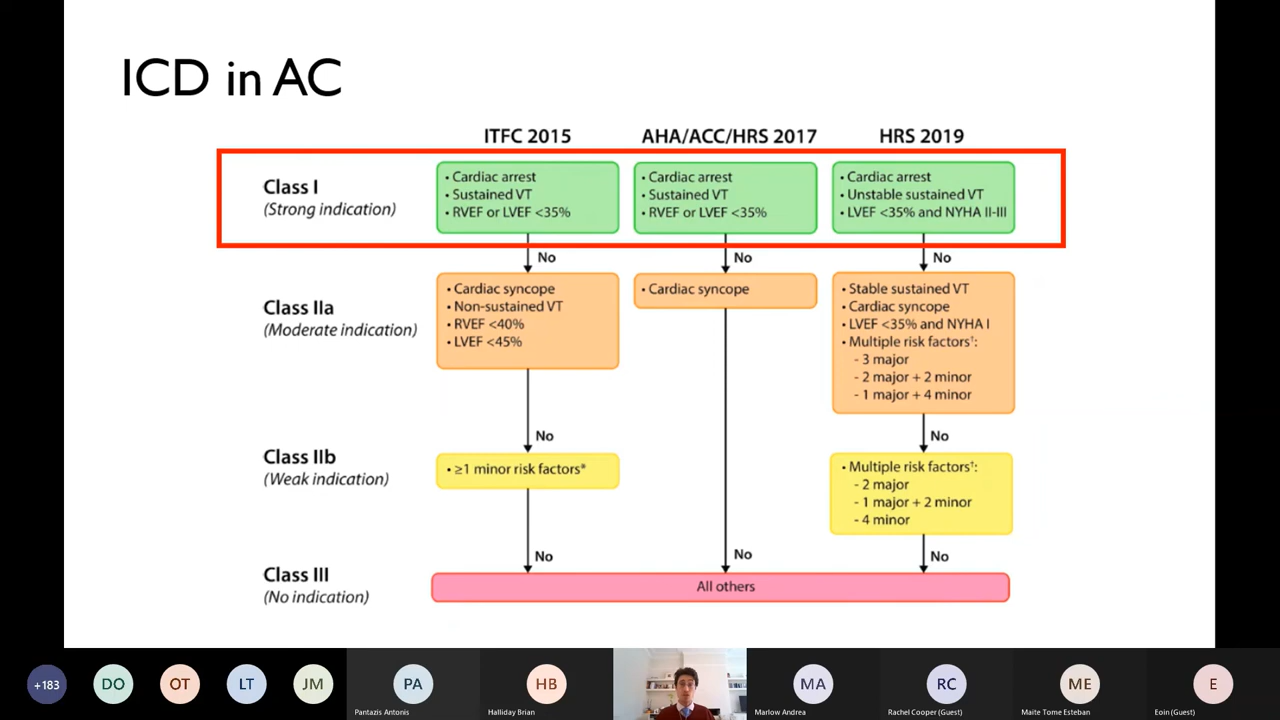 ICD in AC
ITFC 2015
AHA/ACC/HRS 2017
HRS 2019
Class I
(Strong indication)
• Cardiac arrest
• Sustained VT
• RVEF or LVEF <35%
• Cardiac arrest
• Sustained VT
• RVEF or LVEF <35%
• Cardiac arrest
• Unstable sustained VT
• LVEF <35% and NYHA II-III
No
No
No
Class IIa
(Moderate indication)
• Cardiac syncope
• Non-sustained VT
• RVEF <40%
• LVEF <45%
• Cardiac syncope
• Stable sustained VT
• Cardiac syncope
• LVEF <35% and NYHA I
• Multiple risk factors†:
- 3 major
- 2 major + 2 minor
- 1 major + 4 minor
No
No
Class IIb
(Weak indication)
• ≥1 minor risk factors*
• Multiple risk factors†:
- 2 major
- 1 major + 2 minor
- 4 minor
No
No
No
Class III
(No indication)
All others
+183
DO
OT
LT
JM
PA
Pantazis Antonis
HB
Halliday Brian
MA
Marlow Andrea
RC
Rachel Cooper (Guest)
ME
Maite Tome Esteban
E
Eoin (Guest)